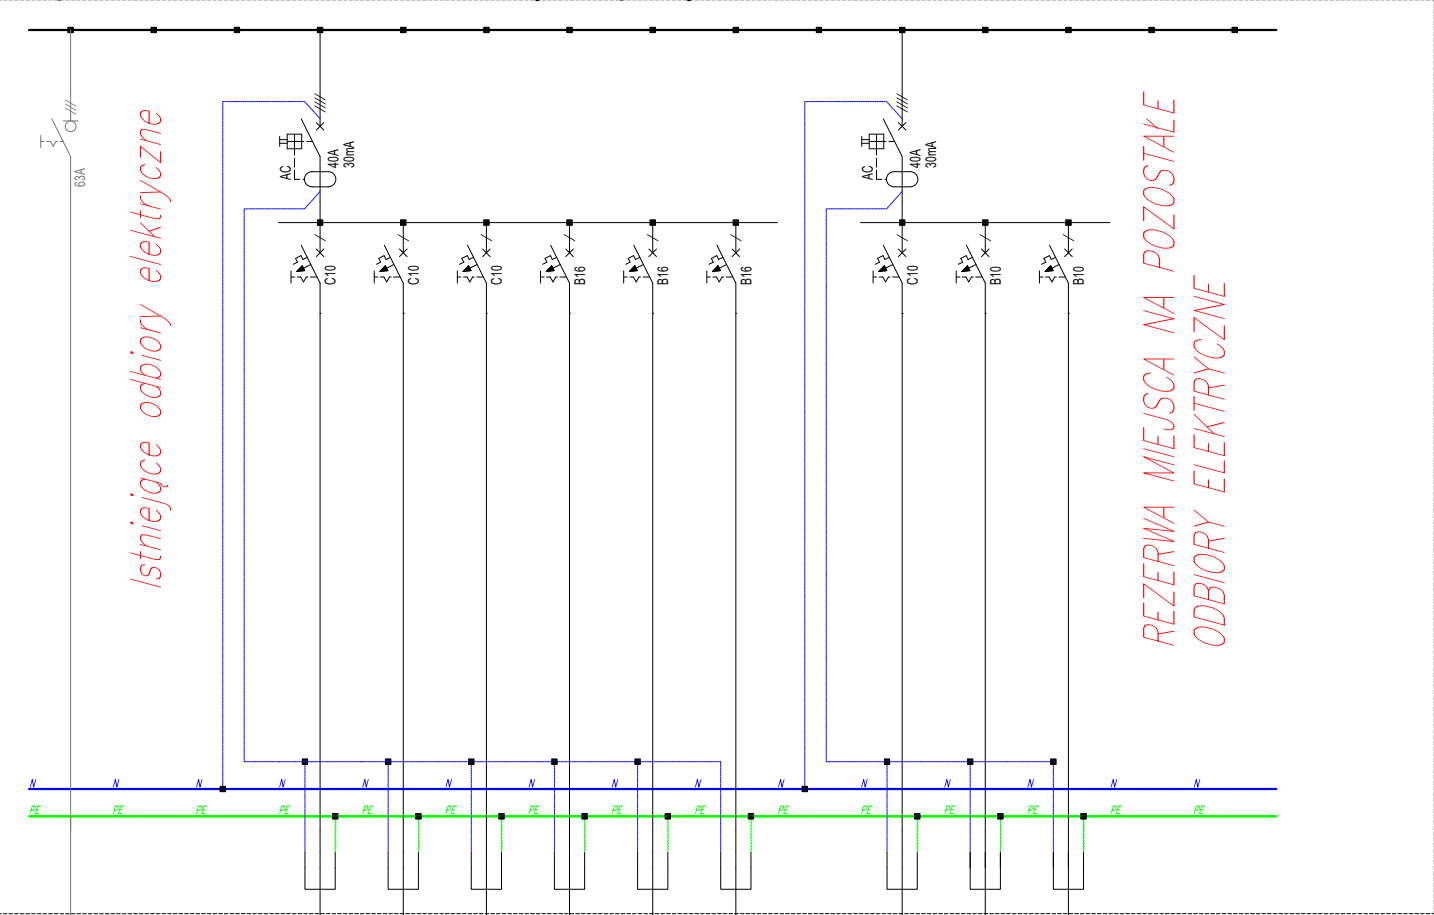 63A
Istniejące odbiory elektryczne
AC
40A
30mA
C10
C10
C10
B16
B16
B16
AC
40A
30mA
C10
B10
B10
REZERWA MIEJSCA NA POZOSTAŁE
ODBIORY ELEKTRYCZNE
N N N N N N N N N N N N N N N
PE PE PE PE PE PE PE PE PE PE PE PE PE PE PE